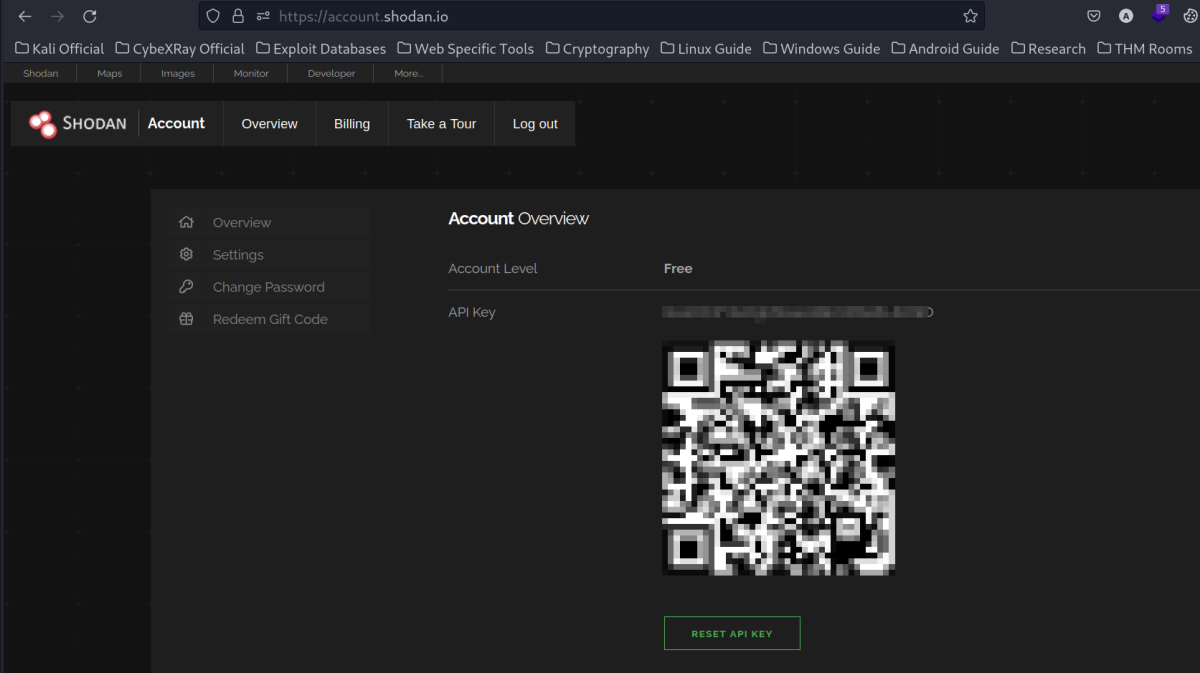 https://account.shodan.io
A
5
Kali Official CybeXRay Official Exploit Databases Web Specific Tools Cryptography Linux Guide Windows Guide Android Guide Research THM Rooms
Shodan Maps Images Monitor Developer More...
SHODAN Account Overview Billing Take a Tour Log out
Overview
Settings
Change Password
Redeem Gift Code
Account Overview
Account Level Free
API Key
RESET API KEY